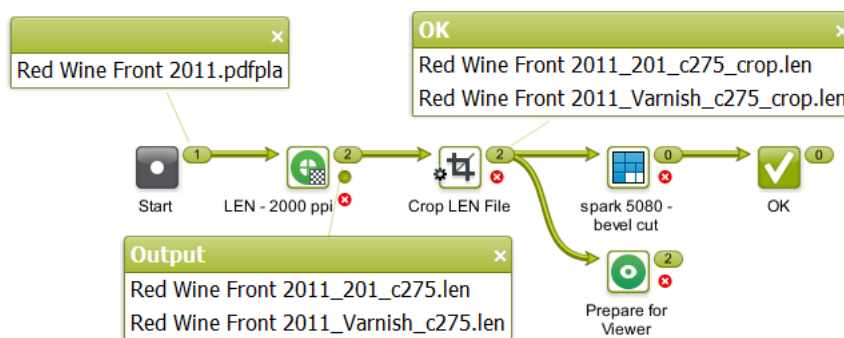 OK
Red Wine Front 2011.pdfpla
Red Wine Front 2011_201_c275_crop.len
Red Wine Front 2011_Varnish_c275_crop.len
1
2
2
0
0
Start
LEN - 2000 ppi
Crop LEN File
spark 5080 -
bevel cut
OK
Output
Red Wine Front 2011_201_c275.len
Red Wine Front 2011_Varnish_c275.len
2
Prepare for
Viewer